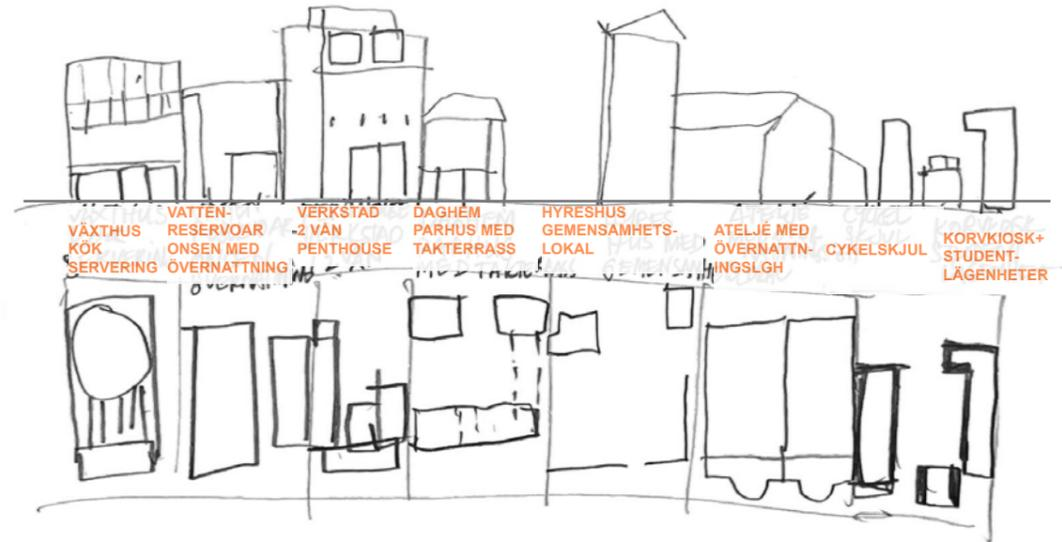 VÄXTHUS
KÖK
SERVERING
VATTEN-
RESERVOAR
ONSEN MED
ÖVERNATTNING
VERKSTAD
-2 VÅN
PENTHOUSE
DAGHEM
PARHUS MED
TAKTERRASS
HYRESHUS
GEMENSAMHETS-
LOKAL
ATELJÉ MED
ÖVERNATTN-
INGSLGH
CYKELSKJUL
KORVKIOSK+
STUDENT-
LÄGENHETER